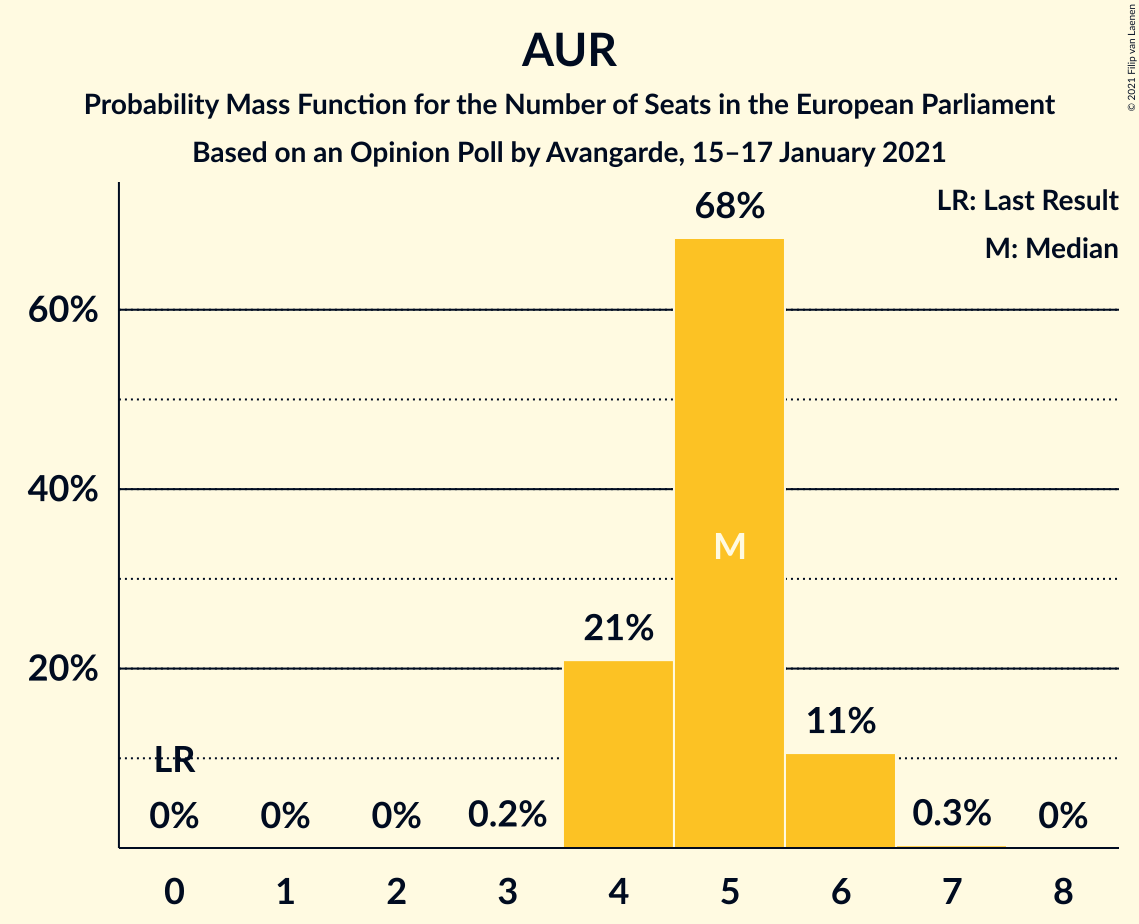 AUR
Probability Mass Function for the Number of Seats in the European Parliament
Based on an Opinion Poll by Avangarde, 15–17 January 2021
© 2021 Filip van Laenen
LR: Last Result
M: Median
60%
40%
20%
68%
M
21%
11%
LR
0%
0%
0%
0.2%
0.3%
0%
0 1 2 3 4 5 6 7 8